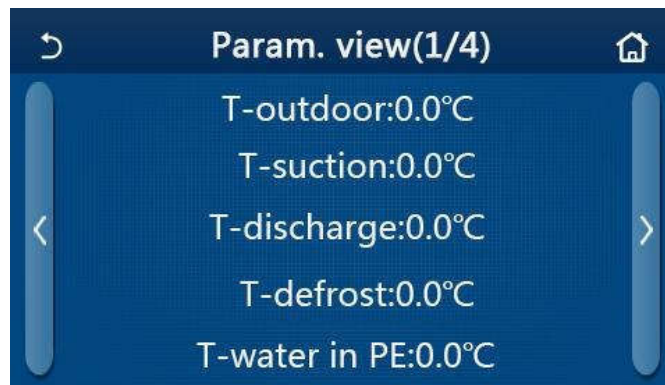 Param. view(1/4)
T-outdoor:0.0℃
T-suction:0.0℃
T-discharge:0.0℃
T-defrost:0.0℃
T-water in PE:0.0℃